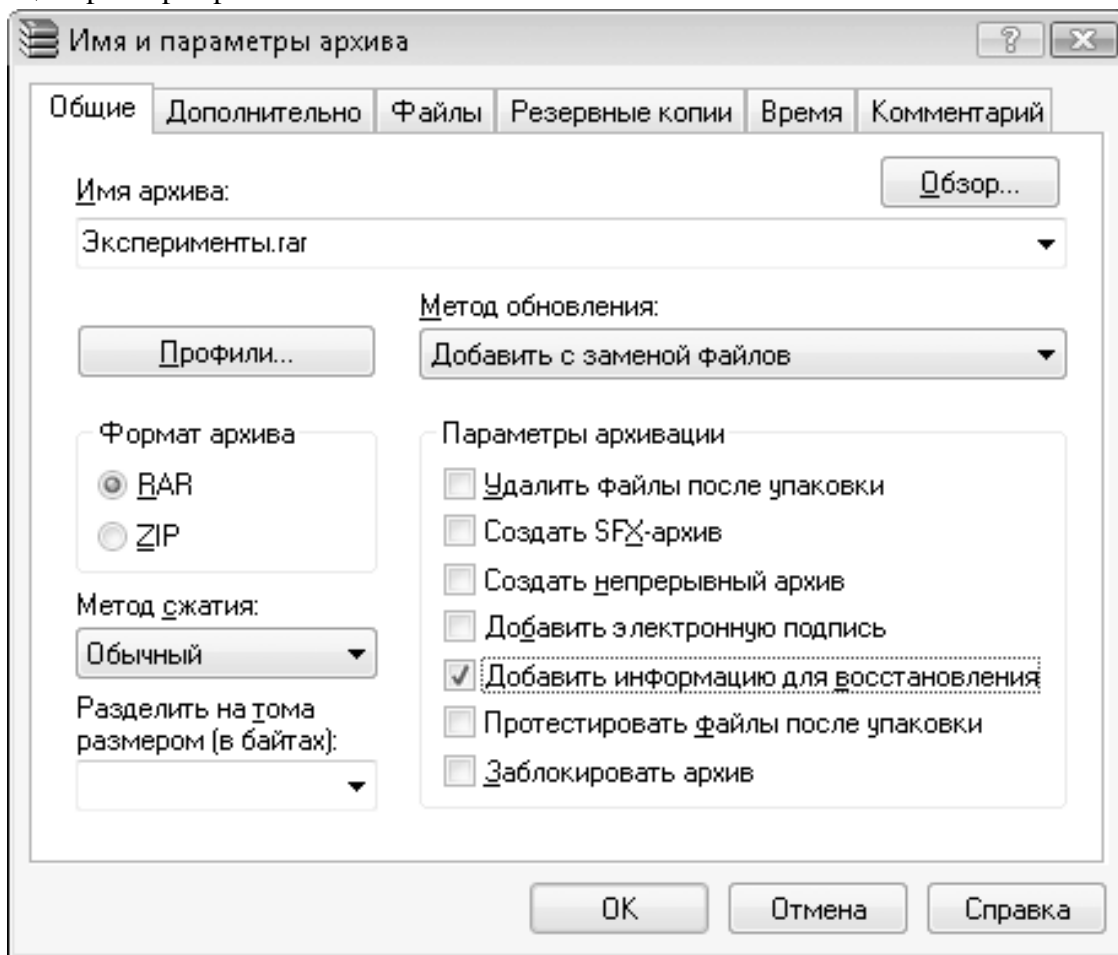 Имя и параметры архива
Общие Дополнительно Файлы Резервные копии Время Комментарий
Обзор...
Имя архива:
Эксперименты.rar
Метод обновления:
Профили...
Добавить с заменой файлов
Формат архива
RAR
ZIP
Метод сжатия:
Обычный
Разделить на тома
размером (в байтах):
Параметры архивации
Удалить файлы после упаковки
Создать SFX-архив
Создать непрерывный архив
Добавить электронную подпись
Добавить информацию для восстановления
Протестировать файлы после упаковки
Заблокировать архив
OK Отмена Справка